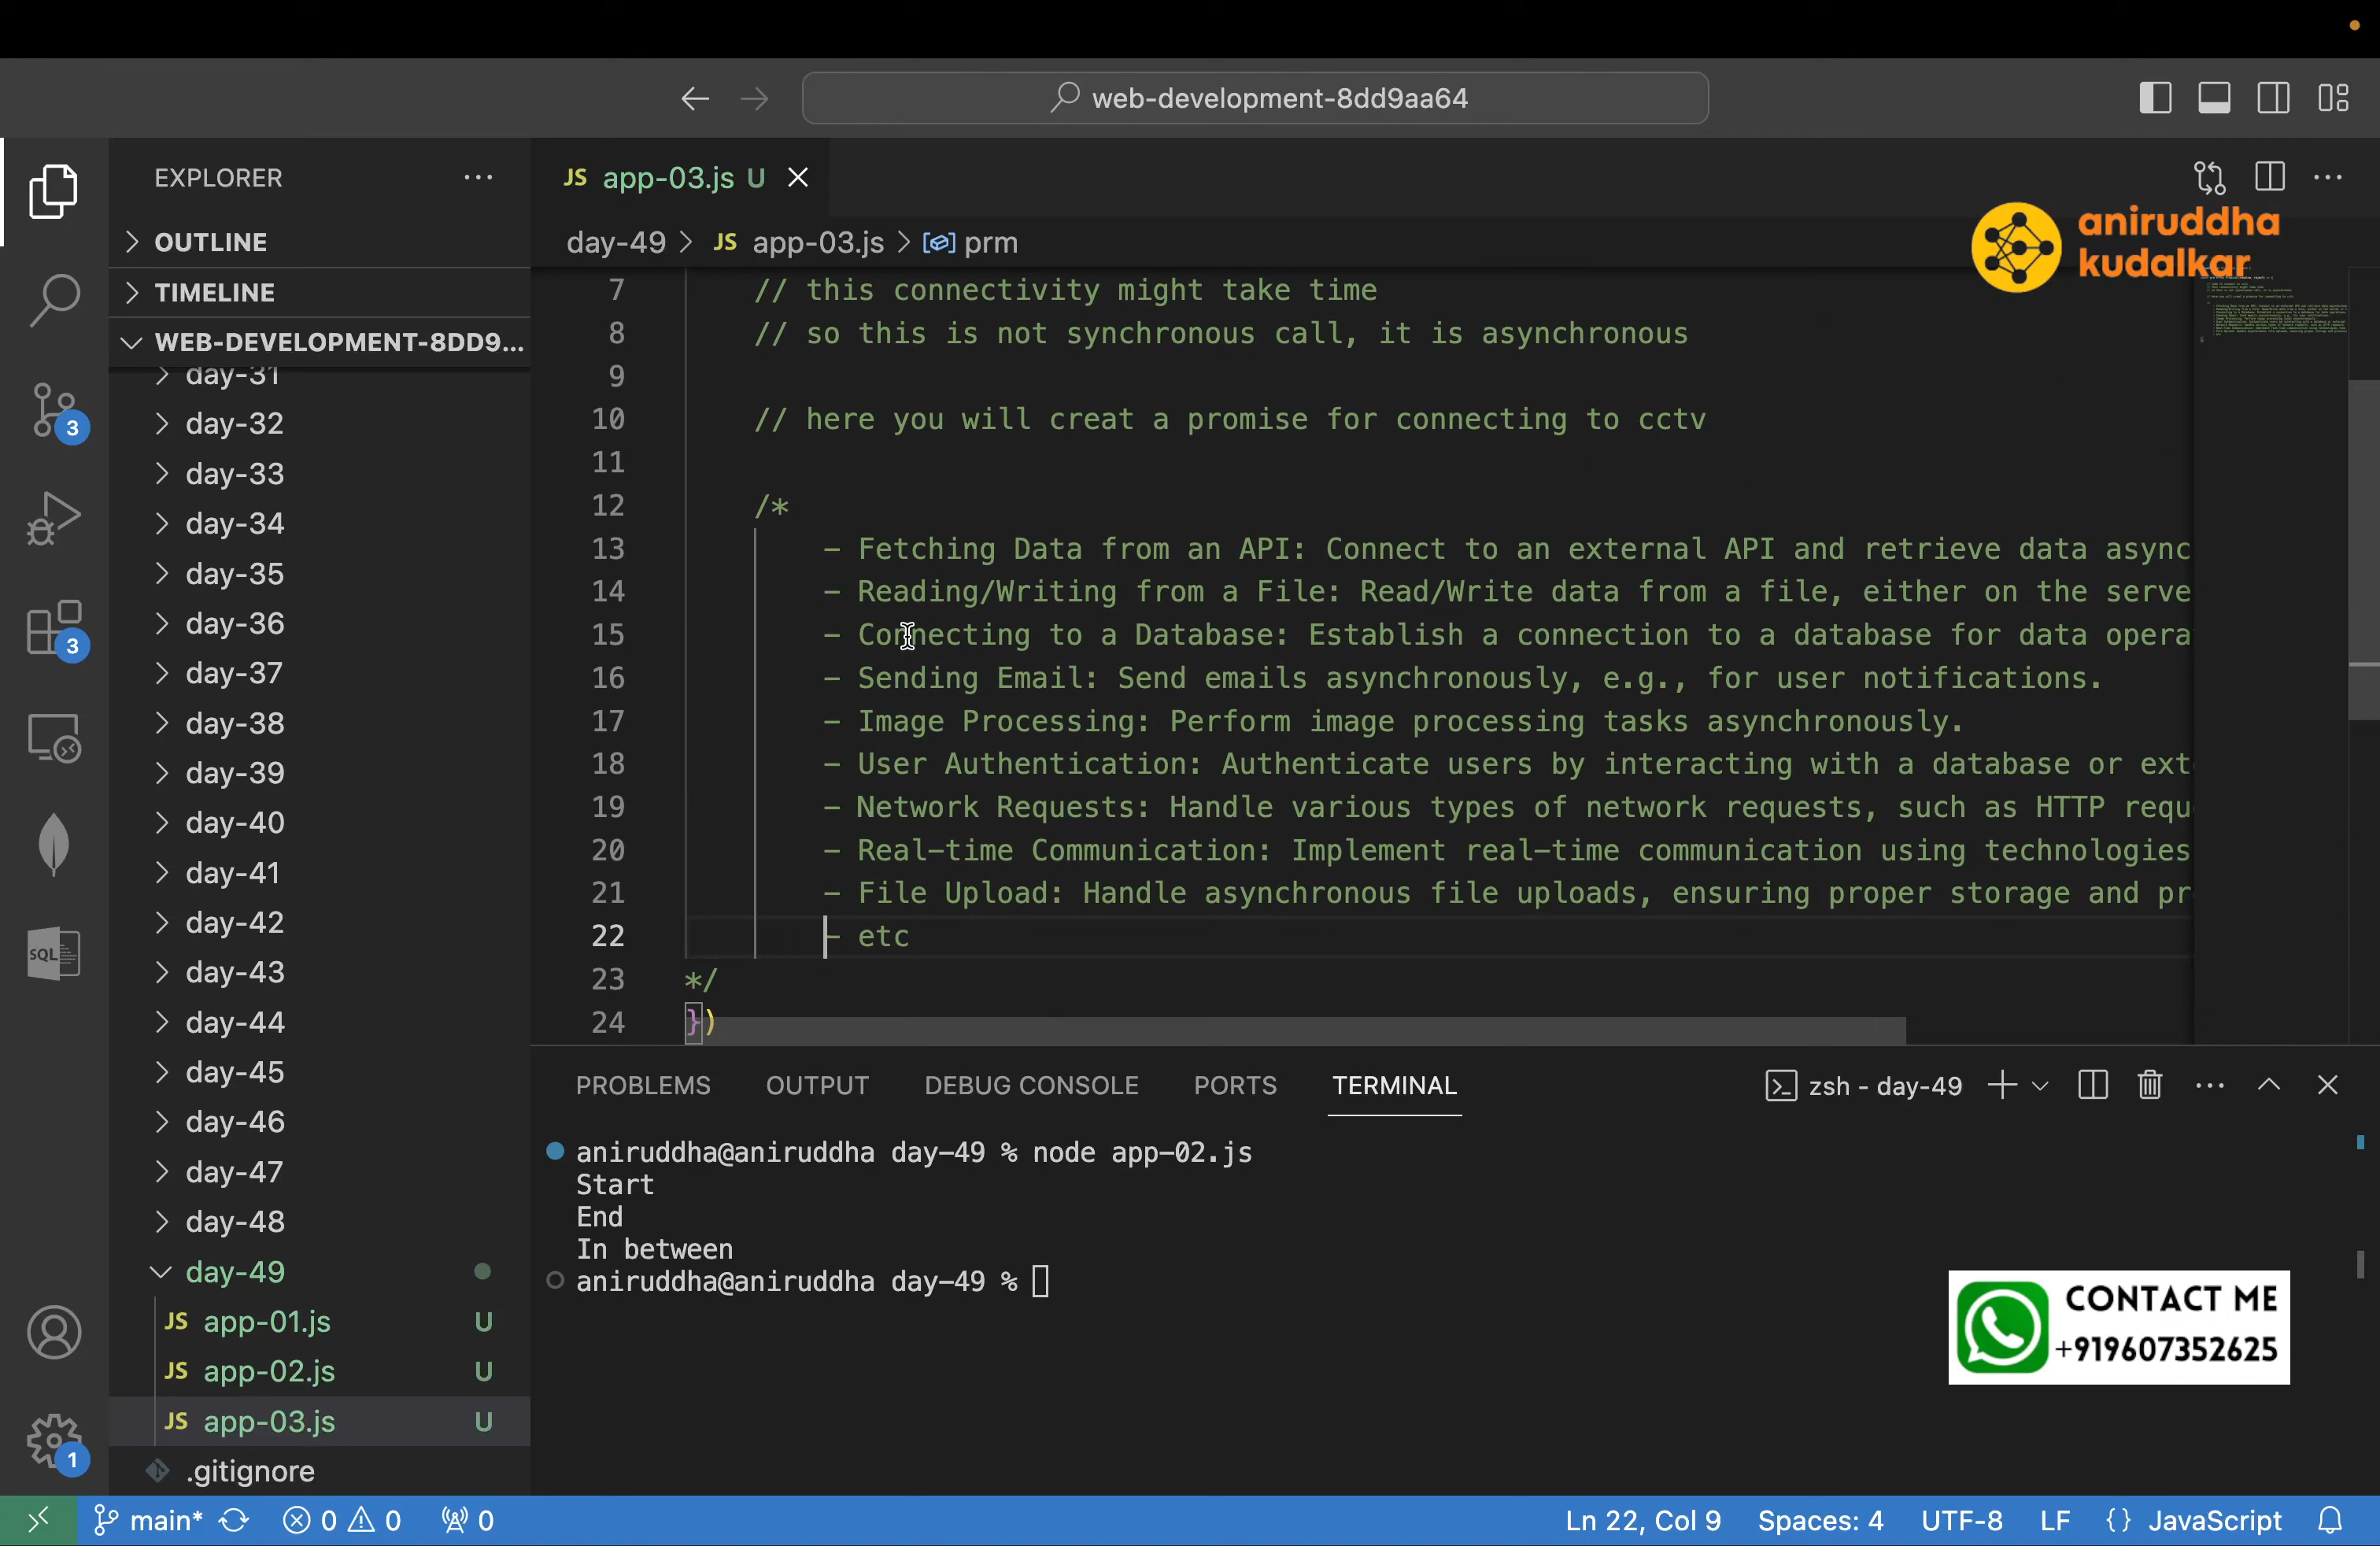 web-development-8dd9aa64
EXPLORER
OUTLINE
TIMELINE
WEB-DEVELOPMENT-8DD9...
day-31
day-32
day-33
day-34
day-35
day-36
day-37
day-38
day-39
day-40
day-41
day-42
day-43
day-44
day-45
day-46
day-47
day-48
day-49
JS app-01.js U
JS app-02.js U
JS app-03.js U
.gitignore
3
3
SQL
1
JS app-03.js U
day-49 > JS app-03.js > prm
aniruddha
kudalkar
7 // this connectivity might take time
8 // so this is not synchronous call, it is asynchronous
9
10 // here you will creat a promise for connecting to cctv
11
12 /*
13 - Fetching Data from an API: Connect to an external API and retrieve data async
14 - Reading/Writing from a File: Read/Write data from a file, either on the serve
15 - Connecting to a Database: Establish a connection to a database for data opera
16 - Sending Email: Send emails asynchronously, e.g., for user notifications.
17 - Image Processing: Perform image processing tasks asynchronously.
18 - User Authentication: Authenticate users by interacting with a database or ext
19 - Network Requests: Handle various types of network requests, such as HTTP requ
20 - Real-time Communication: Implement real-time communication using technologies
21 - File Upload: Handle asynchronous file uploads, ensuring proper storage and pr
22 - etc
23 */
24 })
PROBLEMS OUTPUT DEBUG CONSOLE PORTS TERMINAL
zsh - day-49
aniruddha@aniruddha day-49 % node app-02.js
Start
End
In between
aniruddha@aniruddha day-49 %
CONTACT ME
+919607352625
main* 0 0 0
Ln 22, Col 9 Spaces: 4 UTF-8 LF {} JavaScript